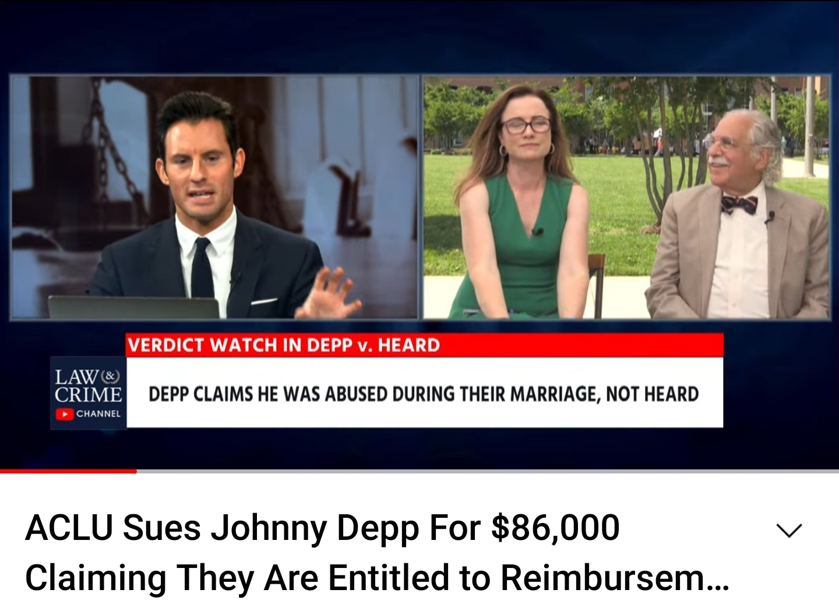 VERDICT WATCH IN DEPP v. HEARD
LAW(&)
CRIME
CHANNEL
DEPP CLAIMS HE WAS ABUSED DURING THEIR MARRIAGE, NOT HEARD
ACLU Sues Johnny Depp For $86,000
Claiming They Are Entitled to Reimbursem...